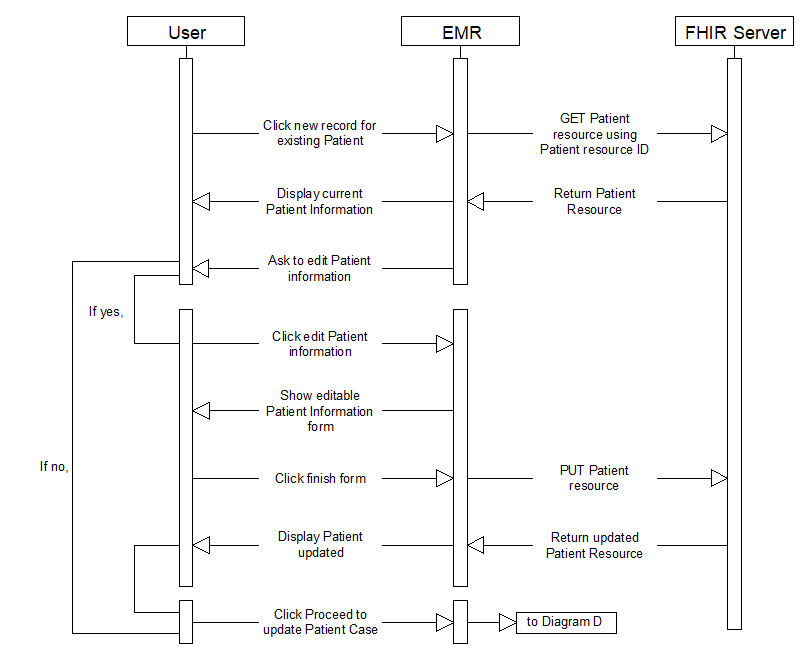 User
EMR
FHIR Server
Click new record for
existing Patient
GET Patient
resource using
Patient resource ID
Display current
Patient Information
Return Patient
Resource
Ask to edit Patient
information
If yes,
Click edit Patient
information
Show editable
Patient Information
form
If no,
Click finish form
PUT Patient
resource
Display Patient
updated
Return updated
Patient Resource
Click Proceed to
update Patient Case
to Diagram D